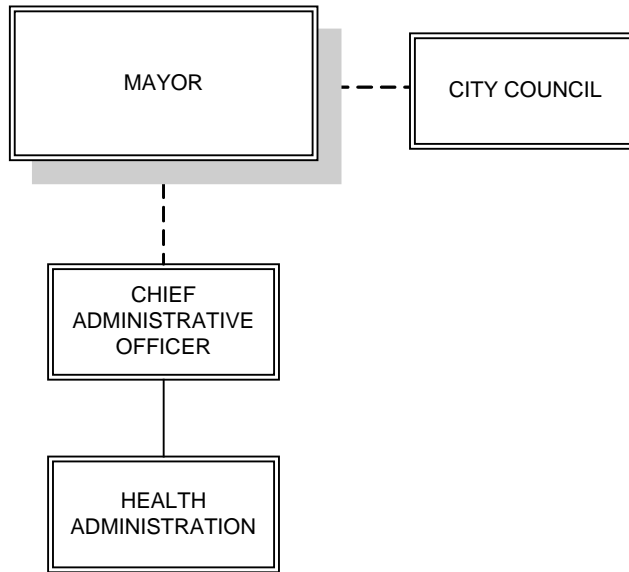 MAYOR
CITY COUNCIL
CHIEF
ADMINISTRATIVE
OFFICER
HEALTH
ADMINISTRATION